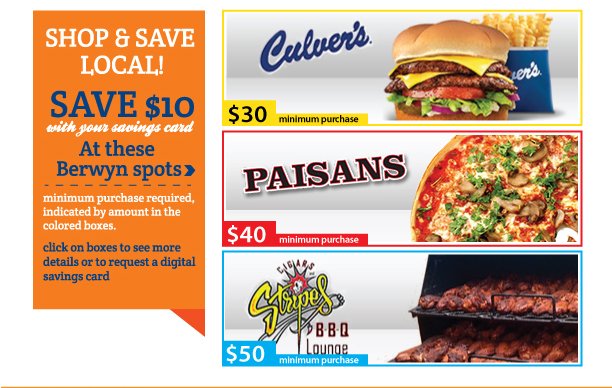 SHOP & SAVE
LOCAL!
SAVE $10
with your savings card
At these
Berwyn spots
minimum purchase required,
indicated by amount in the
colored boxes.
click on boxes to see more
details or to request a digital
savings card
Culver's
ver's
$30 minimum purchase
PAISANS
$40 minimum purchase
CIGARS
Stripes
BBQ
Lounge
$50 minimum purchase